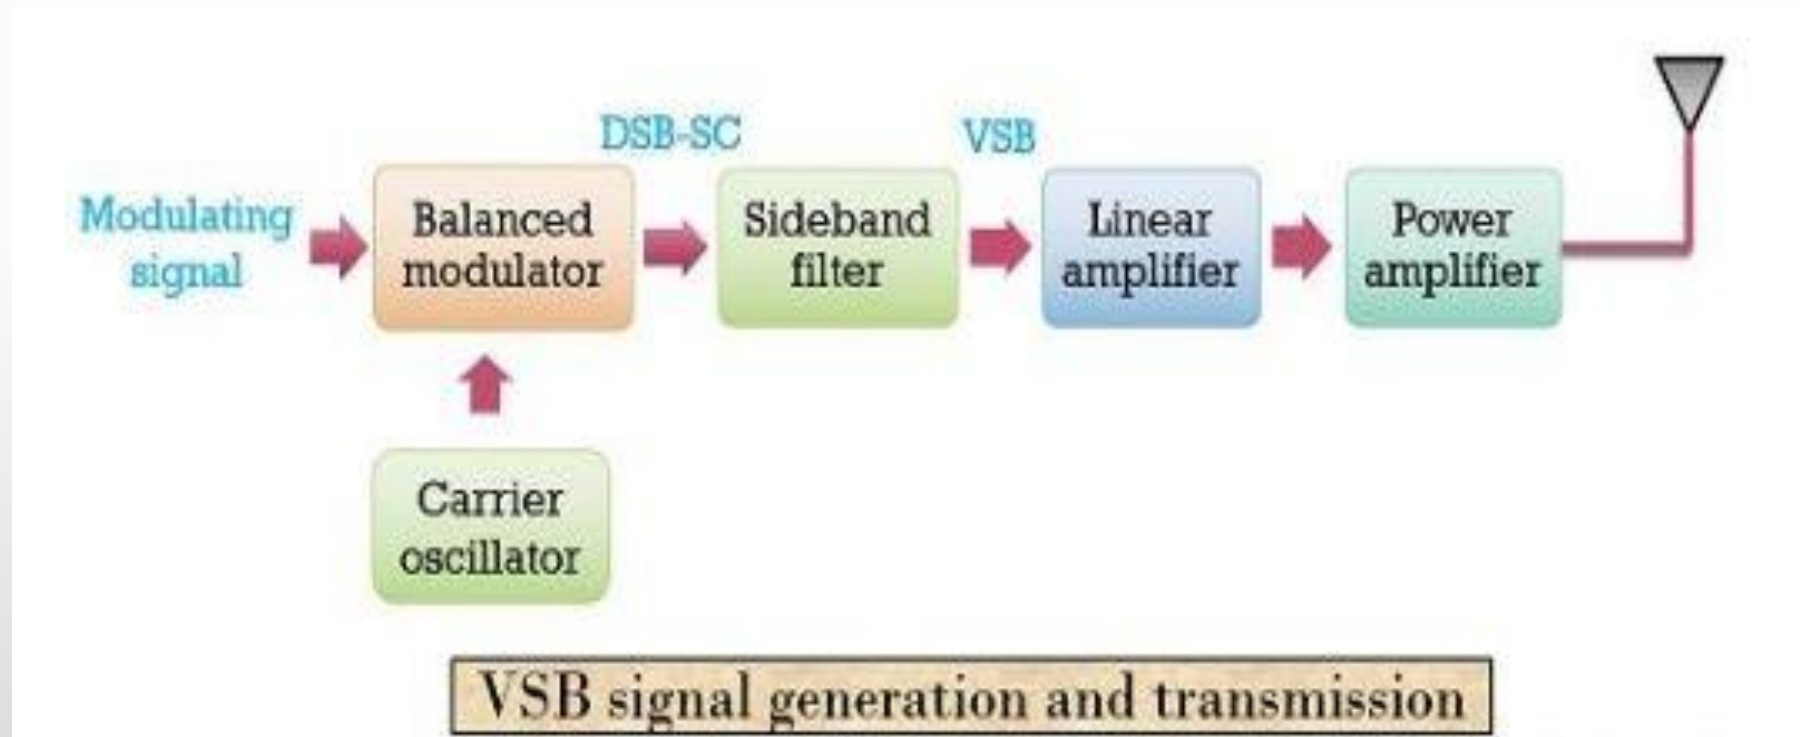 DSB-SC
VSB
Modulating
signal
Balanced
modulator
Sideband
filter
Linear
amplifier
Power
amplifier
Carrier
oscillator
VSB signal generation and transmission